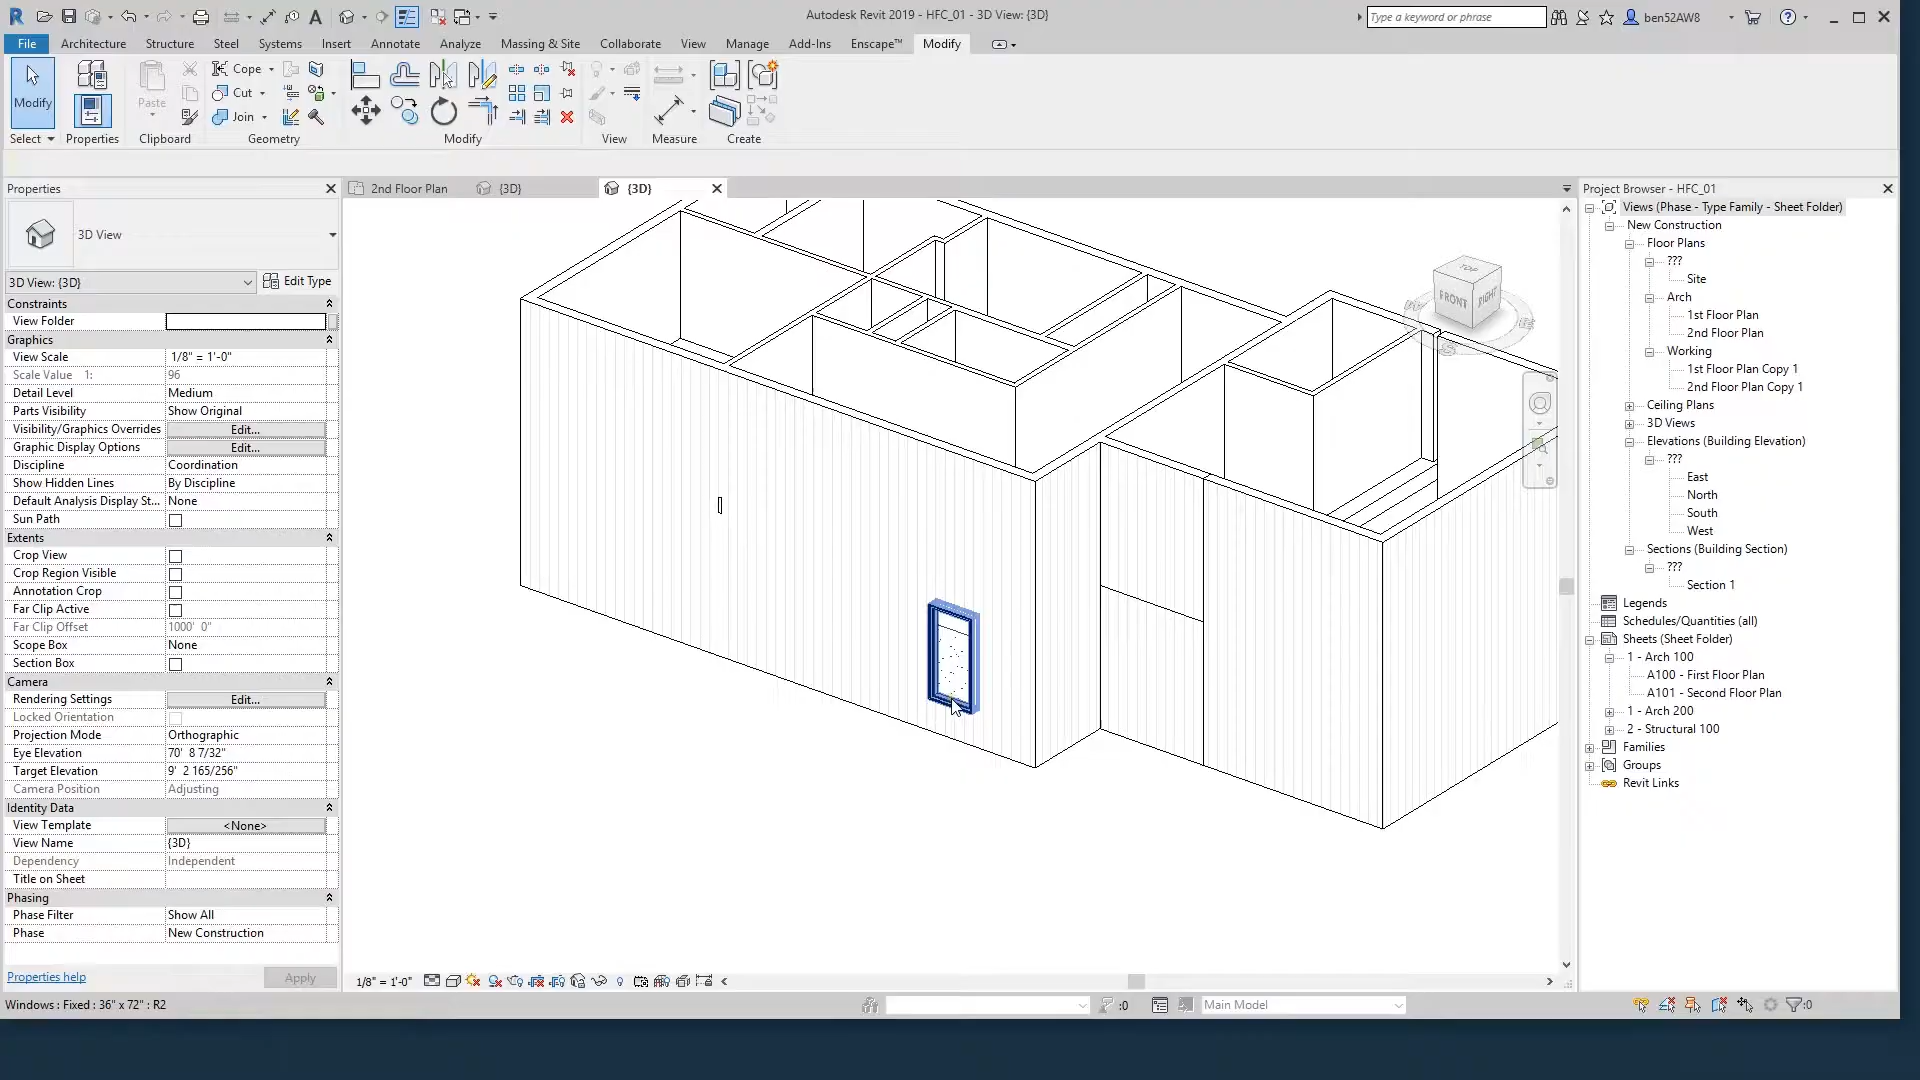 Autodesk Revit 2019 - HFC_01 - 3D View: {3D}
Type a keyword or phrase
ben52AW8
File Architecture Structure Steel Systems Insert Annotate Analyze Massing & Site Collaborate View Manage Add-Ins Enscape™ Modify
Modify
Paste
Cope
Cut
Join
Select Properties Clipboard Geometry Modify View Measure Create
Properties
2nd Floor Plan {3D} {3D}
Project Browser - HFC_01
3D View
3D View: {3D} Edit Type
Constraints
View Folder
Graphics
View Scale 1/8" = 1'-0"
Scale Value 1: 96
Detail Level Medium
Parts Visibility Show Original
Visibility/Graphics Overrides Edit...
Graphic Display Options Edit...
Discipline Coordination
Show Hidden Lines By Discipline
Default Analysis Display St... None
Sun Path
Extents
Crop View
Crop Region Visible
Annotation Crop
Far Clip Active
Far Clip Offset 1000' 0"
Scope Box None
Section Box
Camera
Rendering Settings Edit...
Locked Orientation
Projection Mode Orthographic
Eye Elevation 70' 8 7/32"
Target Elevation 9' 2 165/256"
Camera Position Adjusting
Identity Data
View Template <None>
View Name {3D}
Dependency Independent
Title on Sheet
Phasing
Phase Filter Show All
Phase New Construction
Properties help Apply
TOP
FRONT RIGHT
Views (Phase - Type Family - Sheet Folder)
New Construction
Floor Plans
???
Site
Arch
1st Floor Plan
2nd Floor Plan
Working
1st Floor Plan Copy 1
2nd Floor Plan Copy 1
Ceiling Plans
3D Views
Elevations (Building Elevation)
???
East
North
South
West
Sections (Building Section)
???
Section 1
Legends
Schedules/Quantities (all)
Sheets (Sheet Folder)
1 - Arch 100
A100 - First Floor Plan
A101 - Second Floor Plan
1 - Arch 200
2 - Structural 100
Families
Groups
Revit Links
1/8" = 1'-0"
Windows : Fixed : 36" x 72" : R2
:0
Main Model
:0